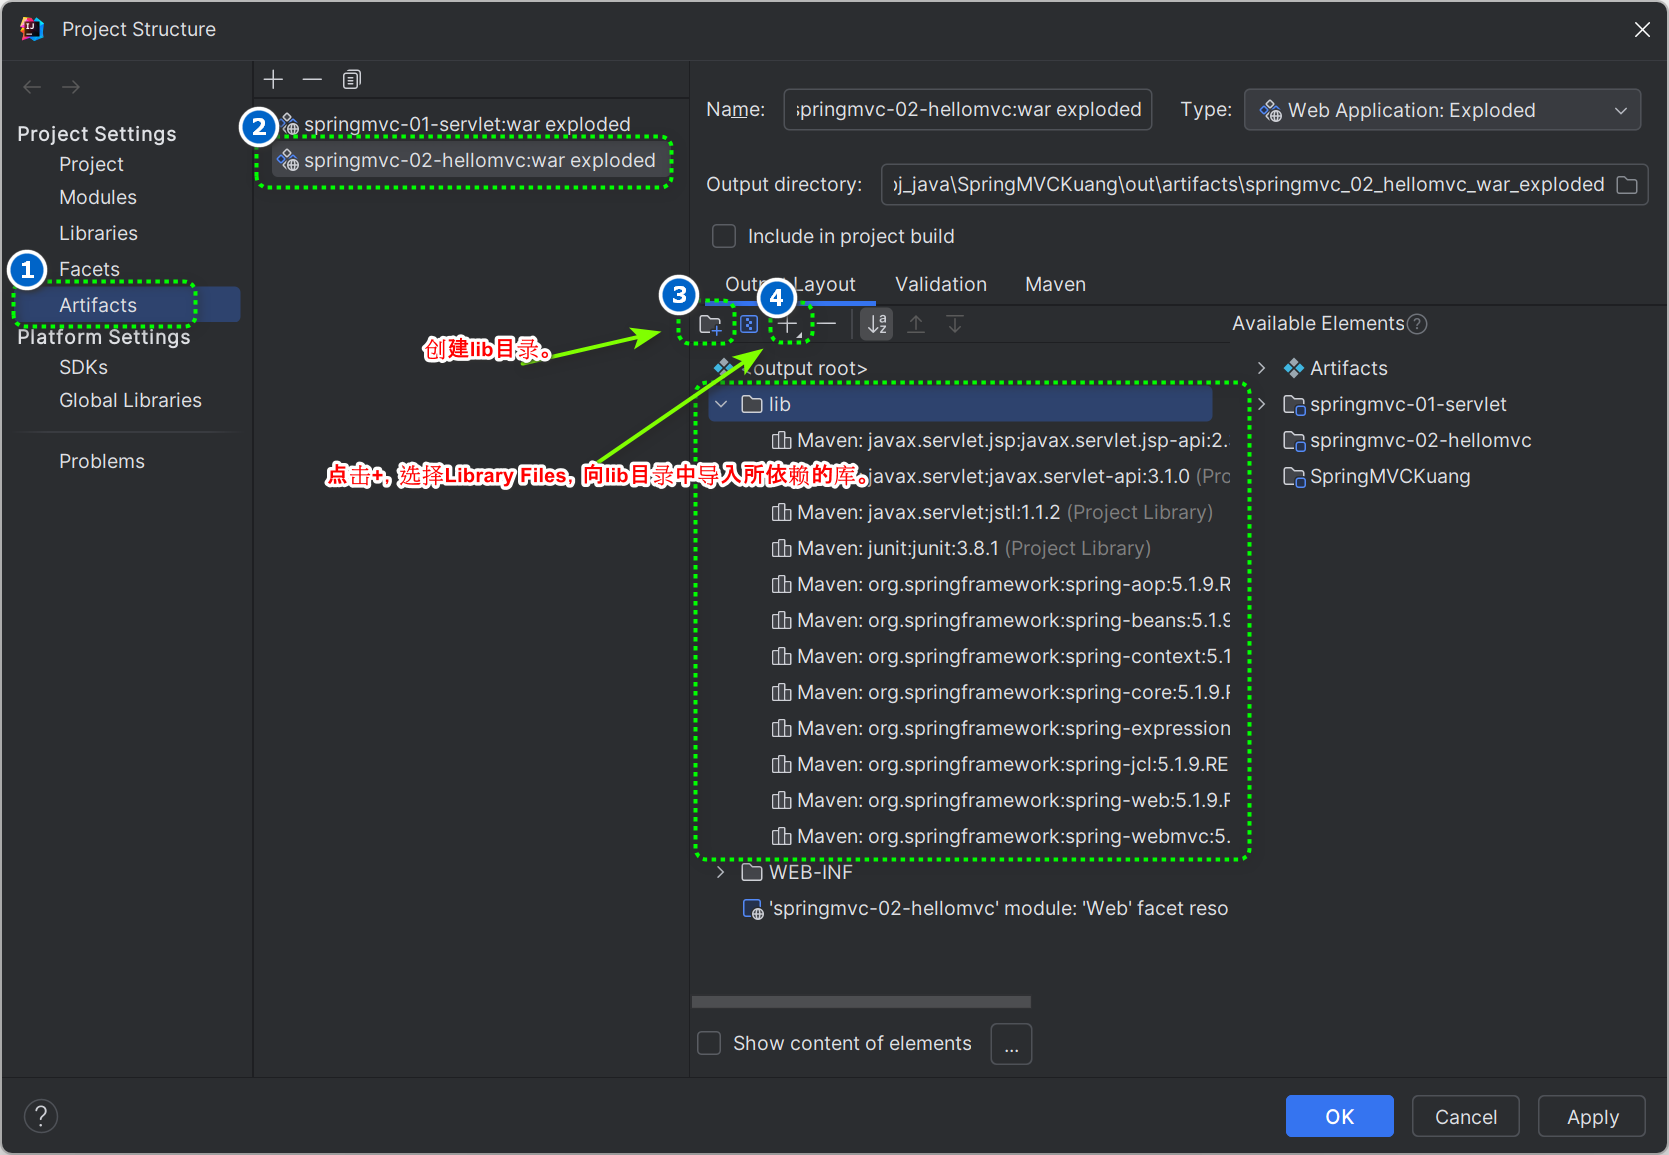 Project Structure
Project Settings
Project
Modules
Libraries
Facets
1
Artifacts
Platform Settings
SDKs
Global Libraries
Problems
2
springmvc-01-servlet:war exploded
springmvc-02-hellomvc:war exploded
Name: springmvc-02-hellomvc:war exploded
Type: Web Application: Exploded
Output directory: oj_java\SpringMVCKuang\out\artifacts\springmvc_02_hellomvc_war_exploded
Include in project build
Output Layout Validation Maven
3
4
创建lib目录。
点击+, 选择Library Files, 向lib目录中导入所依赖的库。
<output root>
lib
Maven: javax.servlet.jsp:javax.servlet.jsp-api:2.
javax.servlet:javax.servlet-api:3.1.0 (Pro
Maven: javax.servlet:jstl:1.1.2 (Project Library)
Maven: junit:junit:3.8.1 (Project Library)
Maven: org.springframework:spring-aop:5.1.9.R
Maven: org.springframework:spring-beans:5.1.9
Maven: org.springframework:spring-context:5.1
Maven: org.springframework:spring-core:5.1.9.R
Maven: org.springframework:spring-expression
Maven: org.springframework:spring-jcl:5.1.9.RE
Maven: org.springframework:spring-web:5.1.9.R
Maven: org.springframework:spring-webmvc:5.
WEB-INF
'springmvc-02-hellomvc' module: 'Web' facet reso
Available Elements ?
Artifacts
springmvc-01-servlet
springmvc-02-hellomvc
SpringMVCKuang
Show content of elements ...
?
OK Cancel Apply